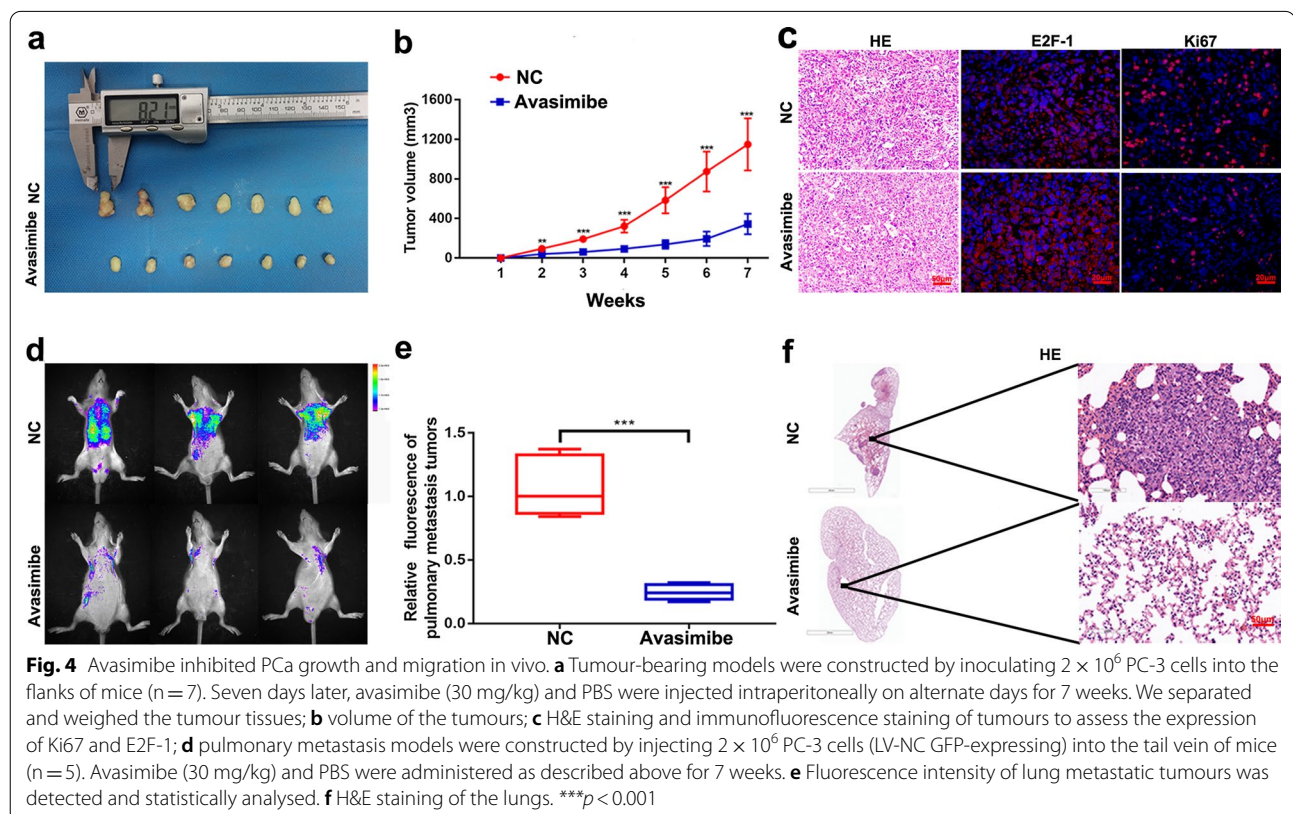 a
NC
Avasimibe
821
b
NC
Avasimibe
Tumor volume (mm3)
1600
1200
800
400
0
**
***
***
***
***
***
1 2 3 4 5 6 7
Weeks
c
HE E2F-1 Ki67
NC
Avasimibe
50μm
20μm
20μm
d
NC
Avasimibe
e
Relative fluorescence of
pulmonary metastasis tumors
1.5
1.0
0.5
0.0
***
NC Avasimibe
f
HE
NC
Avasimibe
50μm
Fig. 4 Avasimibe inhibited PCa growth and migration in vivo. a Tumour-bearing models were constructed by inoculating 2 × 10⁶ PC-3 cells into the
flanks of mice (n = 7). Seven days later, avasimibe (30 mg/kg) and PBS were injected intraperitoneally on alternate days for 7 weeks. We separated
and weighed the tumour tissues; b volume of the tumours; c H&E staining and immunofluorescence staining of tumours to assess the expression
of Ki67 and E2F-1; d pulmonary metastasis models were constructed by injecting 2 × 10⁶ PC-3 cells (LV-NC GFP-expressing) into the tail vein of mice
(n = 5). Avasimibe (30 mg/kg) and PBS were administered as described above for 7 weeks. e Fluorescence intensity of lung metastatic tumours was
detected and statistically analysed. f H&E staining of the lungs. ***p < 0.001